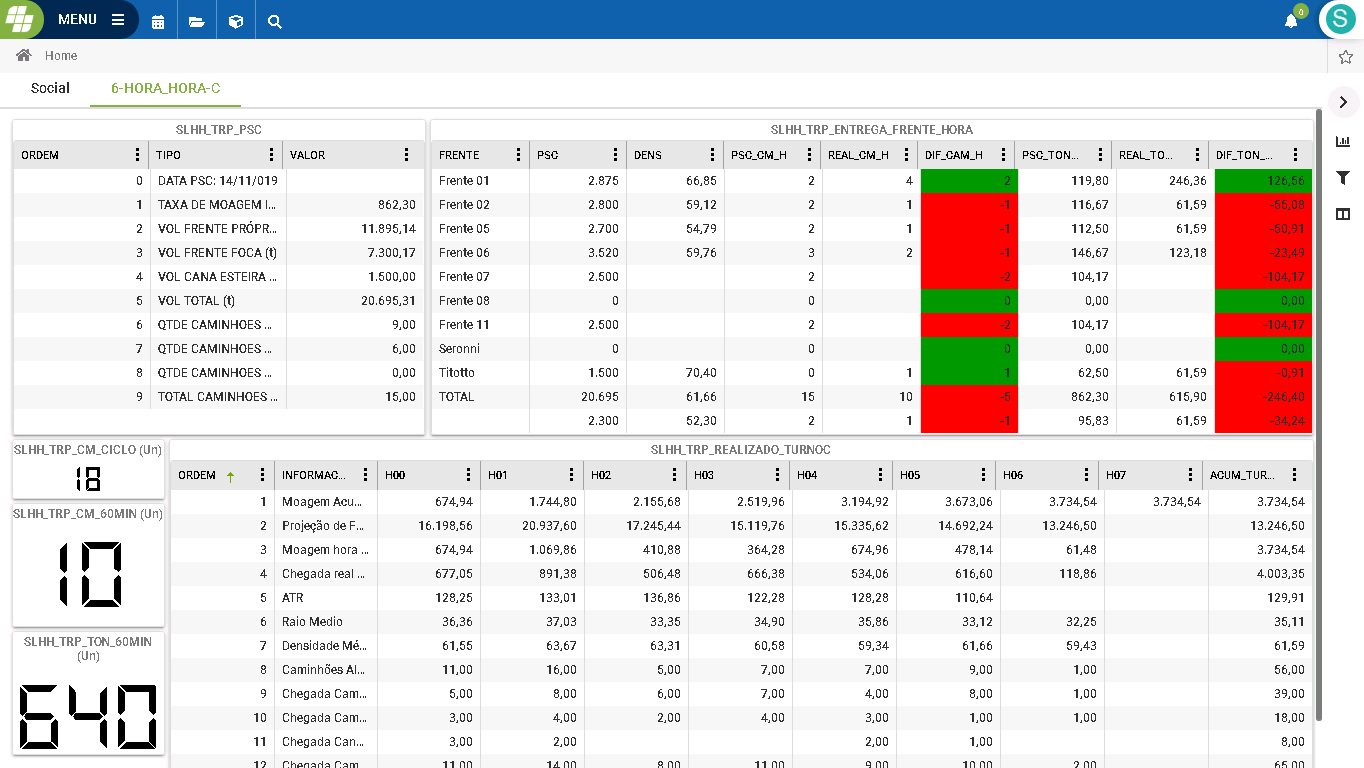 MENU
0
S
Home
Social 6-HORA_HORA-C
SLHH_TRP_PSC
ORDEM TIPO VALOR
0 DATA PSC: 14/11/019
1 TAXA DE MOAGEM I... 862,30
2 VOL FRENTE PRÓPR... 11.895,14
3 VOL FRENTE FOCA (t) 7.300,17
4 VOL CANA ESTEIRA ... 1.500,00
5 VOL TOTAL (t) 20.695,31
6 QTDE CAMINHOES ... 9,00
7 QTDE CAMINHOES ... 6,00
8 QTDE CAMINHOES ... 0,00
9 TOTAL CAMINHOES ... 15,00
SLHH_TRP_ENTREGA_FRENTE_HORA
FRENTE PSC DENS PSC_CM_H REAL_CM_H DIF_CAM_H PSC_TON... REAL_TO... DIF_TON_...
Frente 01 2.875 66,85 2 4 2 119,80 246,36 126,56
Frente 02 2.800 59,12 2 1 -1 116,67 61,59 -55,08
Frente 05 2.700 54,79 2 1 -1 112,50 61,59 -50,91
Frente 06 3.520 59,76 3 2 -1 146,67 123,18 -23,49
Frente 07 2.500 2 -2 104,17 -104,17
Frente 08 0 0 0 0,00 0,00
Frente 11 2.500 2 -2 104,17 -104,17
Seronni 0 0 0 0,00 0,00
Titotto 1.500 70,40 0 1 1 62,50 61,59 -0,91
TOTAL 20.695 61,66 15 10 -5 862,30 615,90 -246,40
2.300 52,30 2 1 -1 95,83 61,59 -34,24
SLHH_TRP_CM_CICLO (Un)
18
SLHH_TRP_CM_60MIN (Un)
10
SLHH_TRP_TON_60MIN
(Un)
640
SLHH_TRP_REALIZADO_TURNOC
ORDEM INFORMAC... H00 H01 H02 H03 H04 H05 H06 H07 ACUM_TUR...
1 Moagem Acu... 674,94 1.744,80 2.155,68 2.519,96 3.194,92 3.673,06 3.734,54 3.734,54 3.734,54
2 Projeção de F... 16.198,56 20.937,60 17.245,44 15.119,76 15.335,62 14.692,24 13.246,50 13.246,50
3 Moagem hora ... 674,94 1.069,86 410,88 364,28 674,96 478,14 61,48 3.734,54
4 Chegada real ... 677,05 891,38 506,48 666,38 534,06 616,60 118,86 4.003,35
5 ATR 128,25 133,01 136,86 122,28 128,28 110,64 129,91
6 Raio Medio 36,36 37,03 33,35 34,90 35,86 33,12 32,25 35,11
7 Densidade Mé... 61,55 63,67 63,31 60,58 59,34 61,66 59,43 61,59
8 Caminhões Al... 11,00 16,00 5,00 7,00 7,00 9,00 1,00 56,00
9 Chegada Cam... 5,00 8,00 6,00 7,00 4,00 8,00 1,00 39,00
10 Chegada Cam... 3,00 4,00 2,00 4,00 3,00 1,00 1,00 18,00
11 Chegada Can... 3,00 2,00 2,00 1,00 8,00
12 Chegada Cam... 11,00 14,00 8,00 11,00 9,00 10,00 2,00 65,00